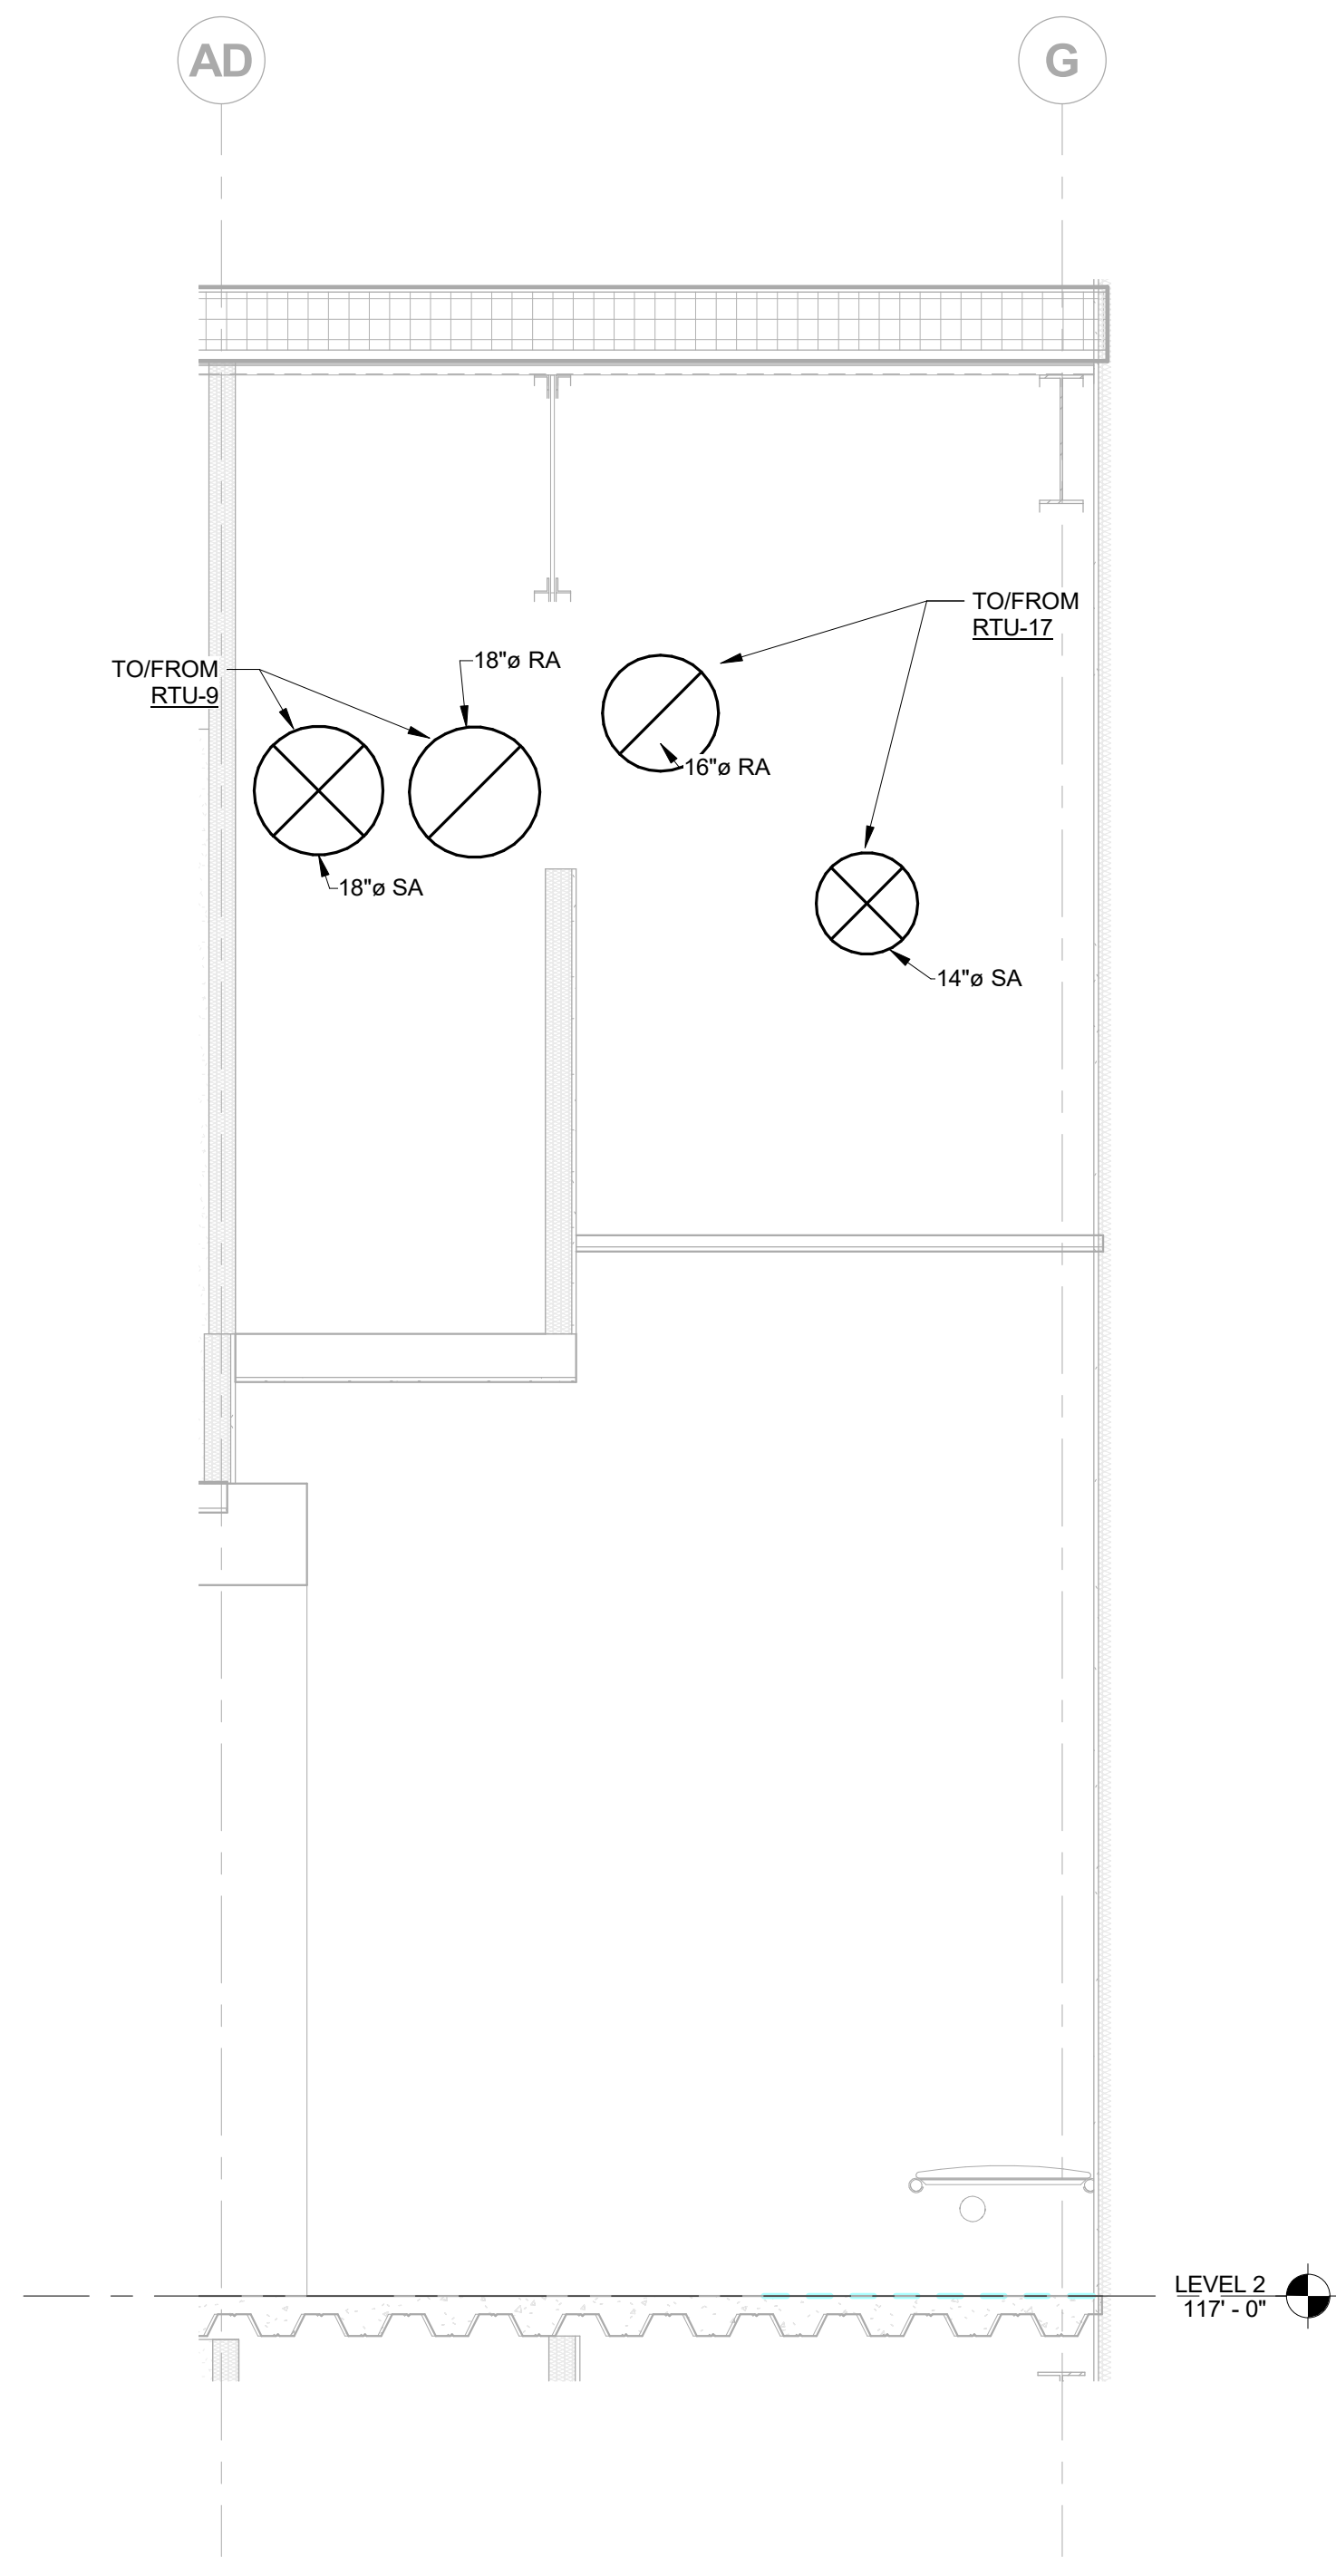 AD
G
TO/FROM
RTU-17
TO/FROM
RTU-9
18"ø RA
16"ø RA
18"ø SA
14"ø SA
LEVEL 2
117' - 0"